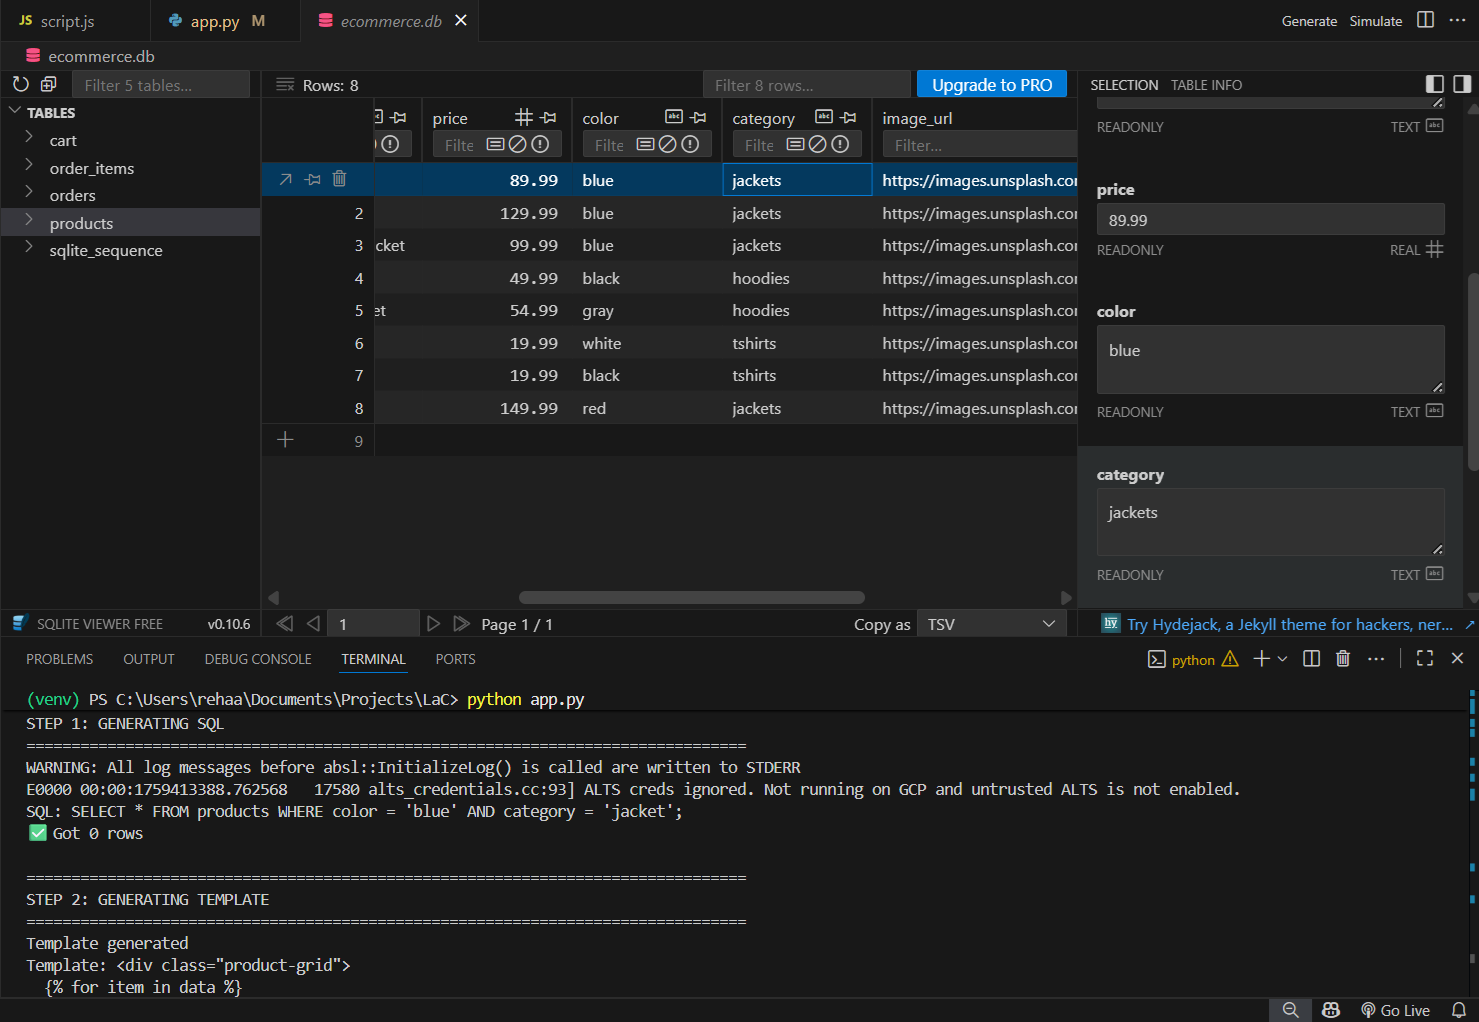 JS script.js
app.py M
ecommerce.db
Generate Simulate
ecommerce.db
Filter 5 tables...
Rows: 8
Filter 8 rows...
Upgrade to PRO
SELECTION TABLE INFO
TABLES
cart
order_items
orders
products
sqlite_sequence
price color category image_url
Filte Filte Filte Filter...
89.99 blue jackets https://images.unsplash.co
2 129.99 blue jackets https://images.unsplash.co
3 cket 99.99 blue jackets https://images.unsplash.co
4 49.99 black hoodies https://images.unsplash.co
5 et 54.99 gray hoodies https://images.unsplash.co
6 19.99 white tshirts https://images.unsplash.co
7 19.99 black tshirts https://images.unsplash.co
8 149.99 red jackets https://images.unsplash.co
9
READONLY TEXT
price
89.99
READONLY REAL
color
blue
READONLY TEXT
category
jackets
READONLY TEXT
SQLITE VIEWER FREE v0.10.6
1 Page 1 / 1
Copy as TSV
hy Try Hydejack, a Jekyll theme for hackers, ner...
PROBLEMS OUTPUT DEBUG CONSOLE TERMINAL PORTS
python
(venv) PS C:\Users\rehaa\Documents\Projects\LaC> python app.py
STEP 1: GENERATING SQL
================================================================================
WARNING: All log messages before absl::InitializeLog() is called are written to STDERR
E0000 00:00:1759413388.762568   17580 alts_credentials.cc:93] ALTS creds ignored. Not running on GCP and untrusted ALTS is not enabled.
SQL: SELECT * FROM products WHERE color = 'blue' AND category = 'jacket';
✅ Got 0 rows
================================================================================
STEP 2: GENERATING TEMPLATE
================================================================================
Template generated
Template: <div class="product-grid">
{% for item in data %}
Go Live